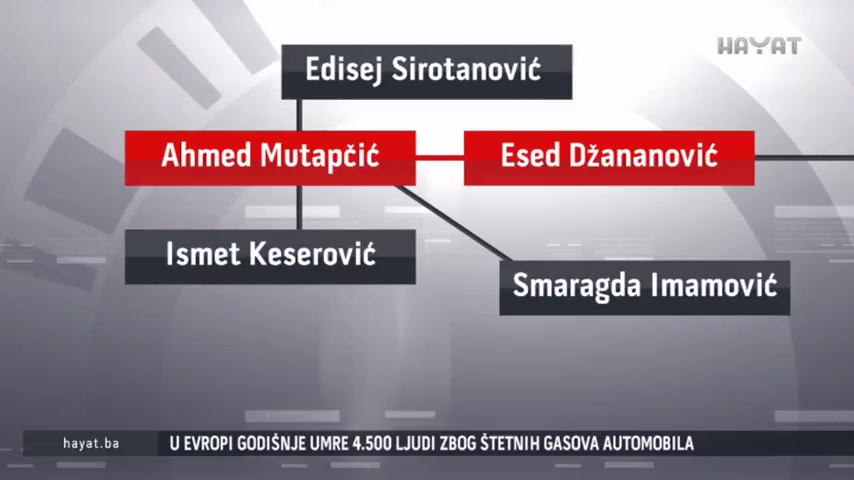 HAYAT
Edisej Sirotanović
Ahmed Mutapčić
Esed Džananović
Ismet Keserović
Smaragda Imamović
hayat.ba
U EVROPI GODIŠNJE UMRE 4.500 LJUDI ZBOG ŠTETNIH GASOVA AUTOMOBILA